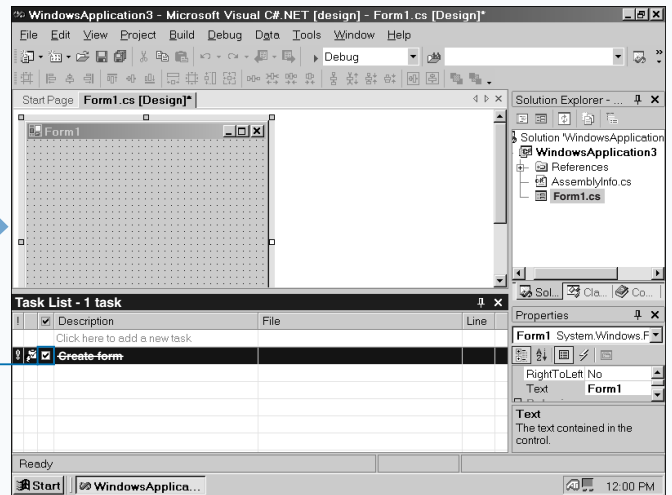 WindowsApplication3 - Microsoft Visual C#.NET [design] - Form1.cs [Design]*
File Edit View Project Build Debug Data Tools Window Help
Debug
Start Page Form1.cs [Design]*
Form1
Solution Explorer - ...
Solution 'WindowsApplication
WindowsApplication3
References
AssemblyInfo.cs
Form1.cs
Sol... Cla... Co...
Task List - 1 task
! Description File Line
Click here to add a new task
Create form
Properties
Form1 System.Windows.F
RightToLeft No
Text Form1
Text
The text contained in the
control.
Ready
Start WindowsApplica... 12:00 PM